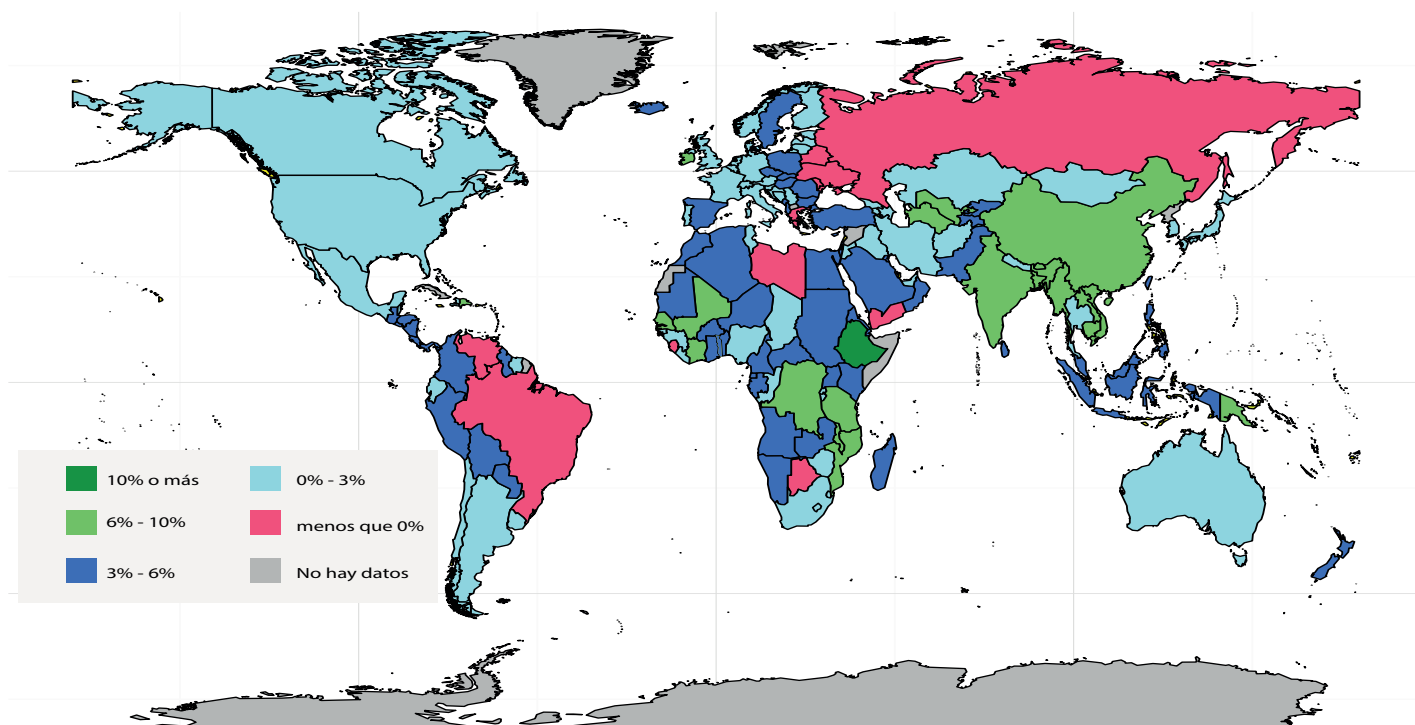 10% o más
6% - 10%
3% - 6%
0% - 3%
menos que 0%
No hay datos